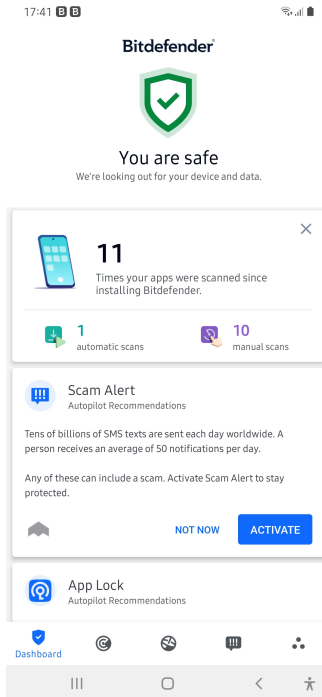 17:41 B B
Bitdefender
You are safe
We're looking out for your device and data.
11
Times your apps were scanned since
installing Bitdefender.
1
automatic scans
10
manual scans
Scam Alert
Autopilot Recommendations
Tens of billions of SMS texts are sent each day worldwide. A
person receives an average of 50 notifications per day.
Any of these can include a scam. Activate Scam Alert to stay
protected.
NOT NOW
ACTIVATE
App Lock
Autopilot Recommendations
Dashboard